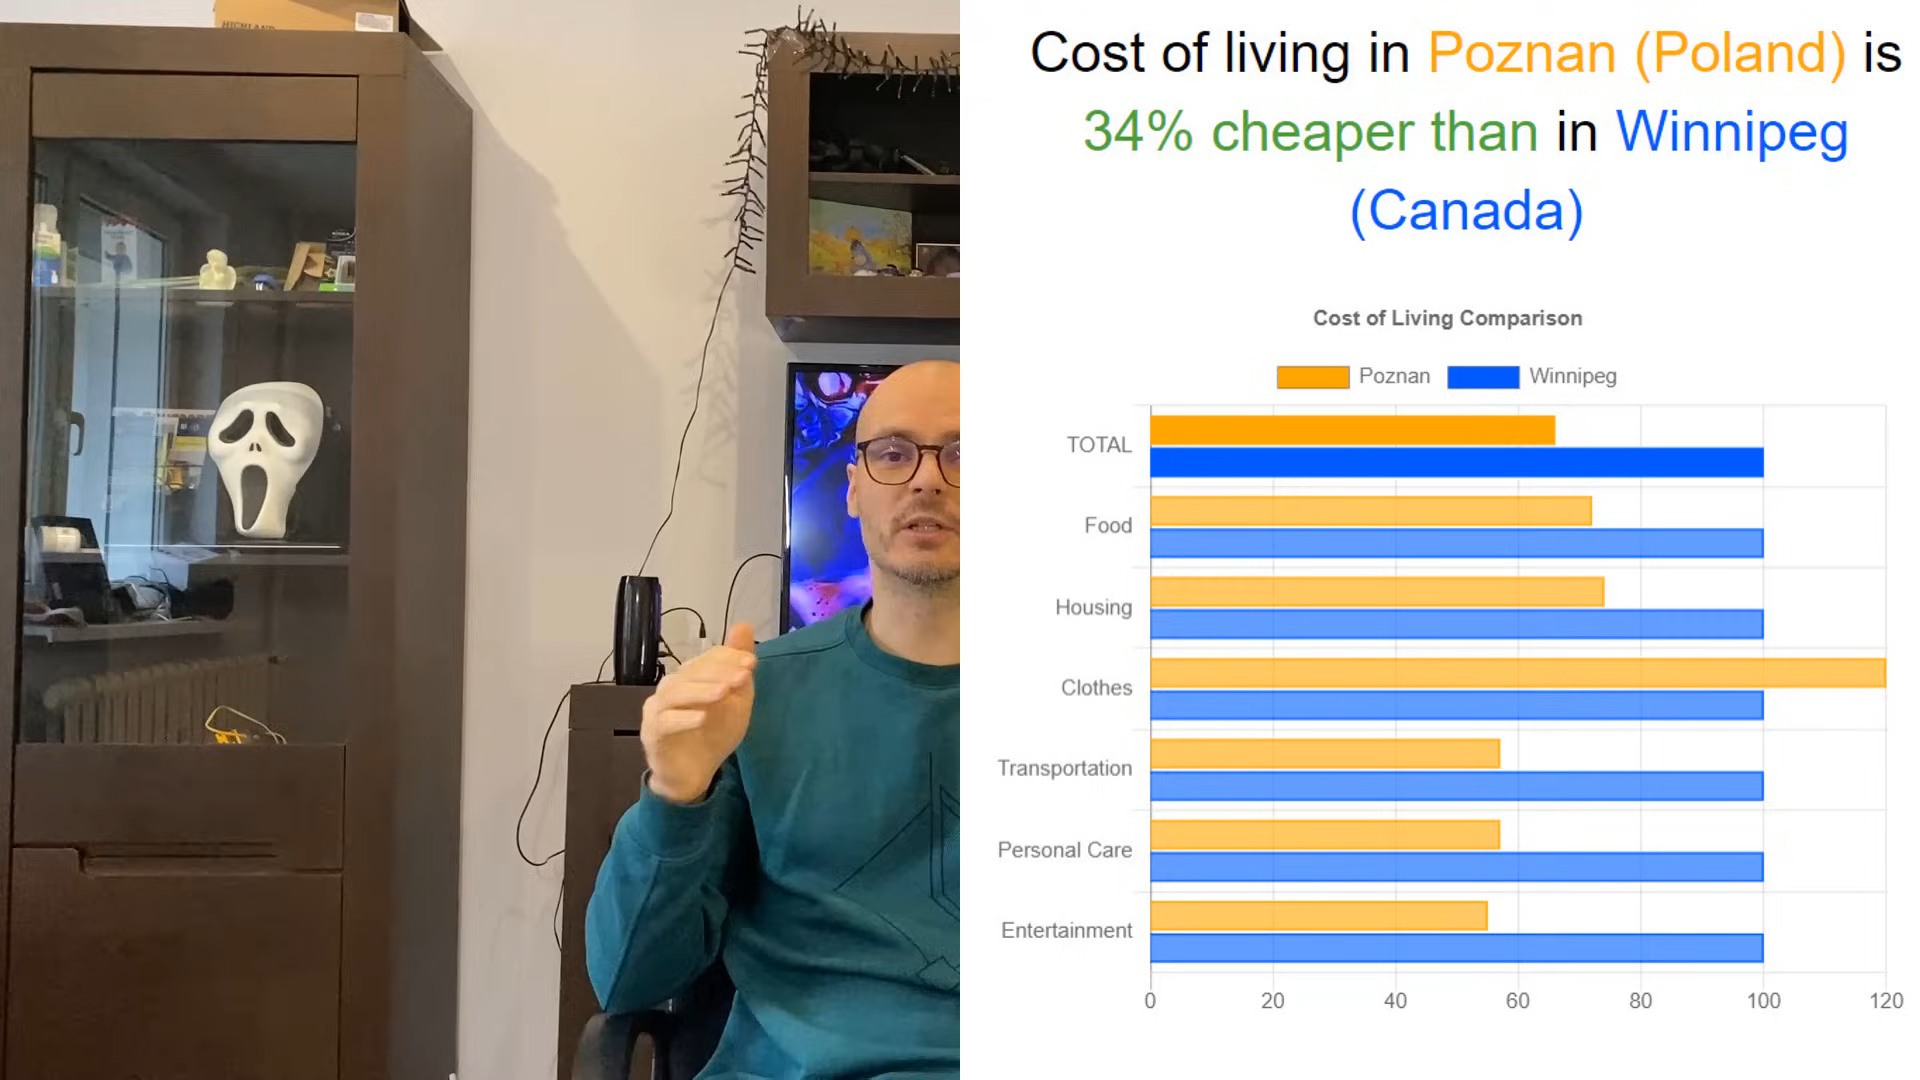 HIGHLAND
Cost of living in Poznan (Poland) is
34% cheaper than in Winnipeg
(Canada)
Cost of Living Comparison
Poznan
Winnipeg
TOTAL
Food
Housing
Clothes
Transportation
Personal Care
Entertainment
0 20 40 60 80 100 120